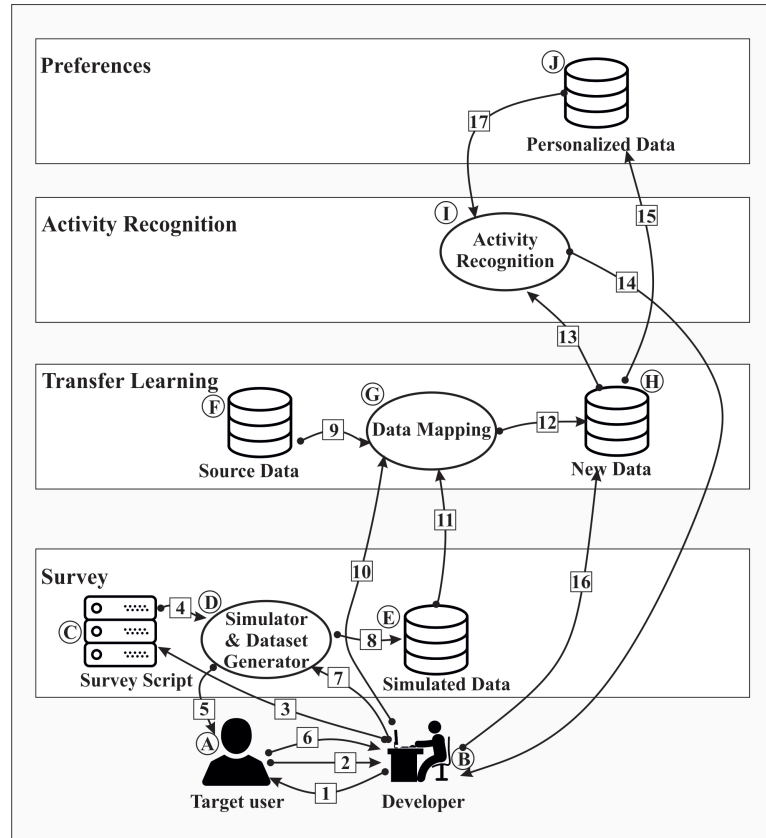 Preferences
J
17
Personalized Data
Activity Recognition
I
15
Activity
Recognition
14
13
Transfer Learning
H
G
F
9
Data Mapping
12
Source Data
New Data
11
10
16
Survey
D
4
Simulator
& Dataset
Generator
E
C
8
Survey Script
7
Simulated Data
5
3
A
6
B
2
1
Target user
Developer